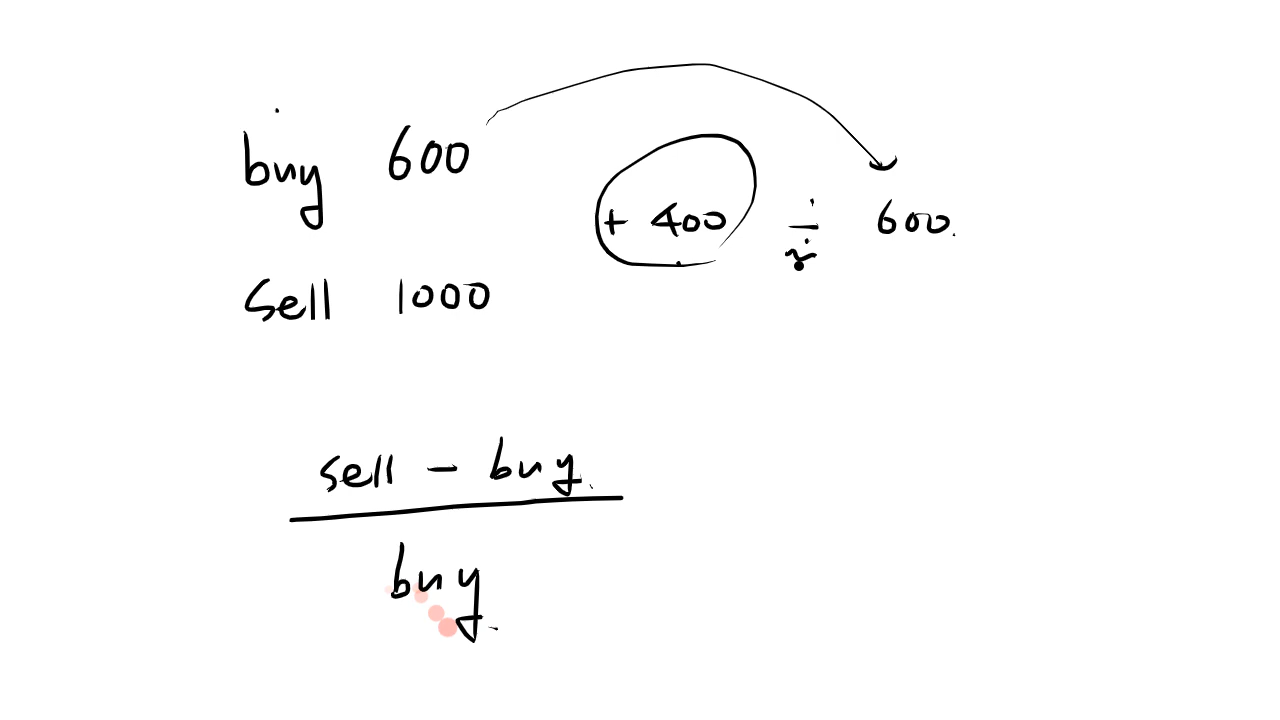 buy 600
+ 400 ÷ 600.
sell 1000
sell - buy.
buy.